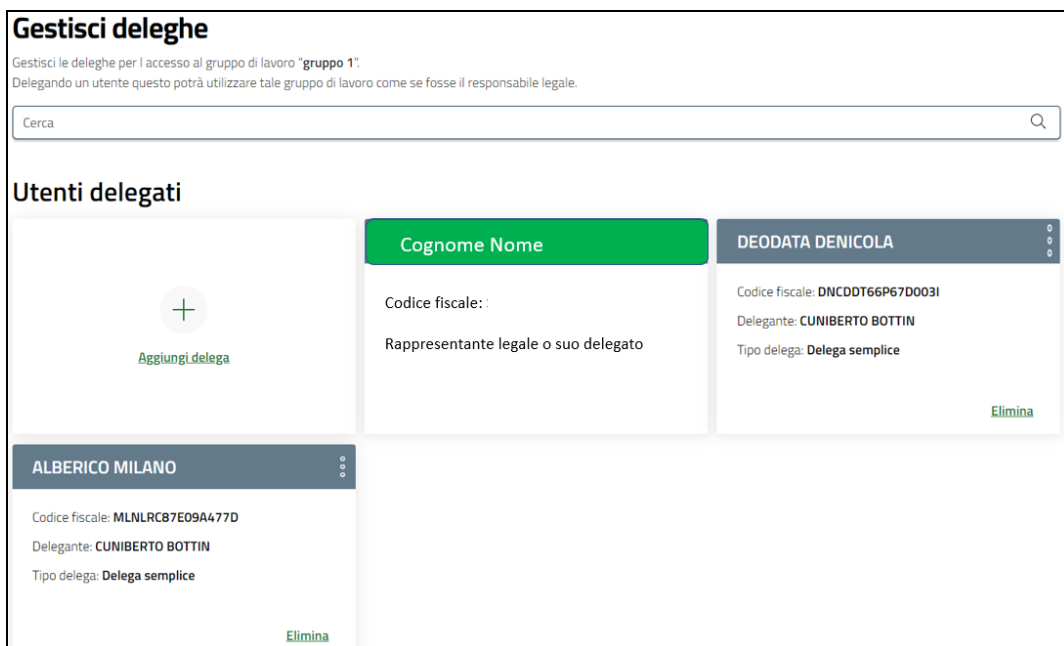 Gestisci deleghe
Gestisci le deleghe per l accesso al gruppo di lavoro "gruppo 1".
Delegando un utente questo potrà utilizzare tale gruppo di lavoro come se fosse il responsabile legale.
Cerca
Utenti delegati
Aggiungi delega
Cognome Nome
Codice fiscale:
Rappresentante legale o suo delegato
DEODATA DENICOLA
Codice fiscale: DNCDDT66P67D003I
Delegante: CUNIBERTO BOTTIN
Tipo delega: Delega semplice
Elimina
ALBERICO MILANO
Codice fiscale: MLNLRC87E09A477D
Delegante: CUNIBERTO BOTTIN
Tipo delega: Delega semplice
Elimina